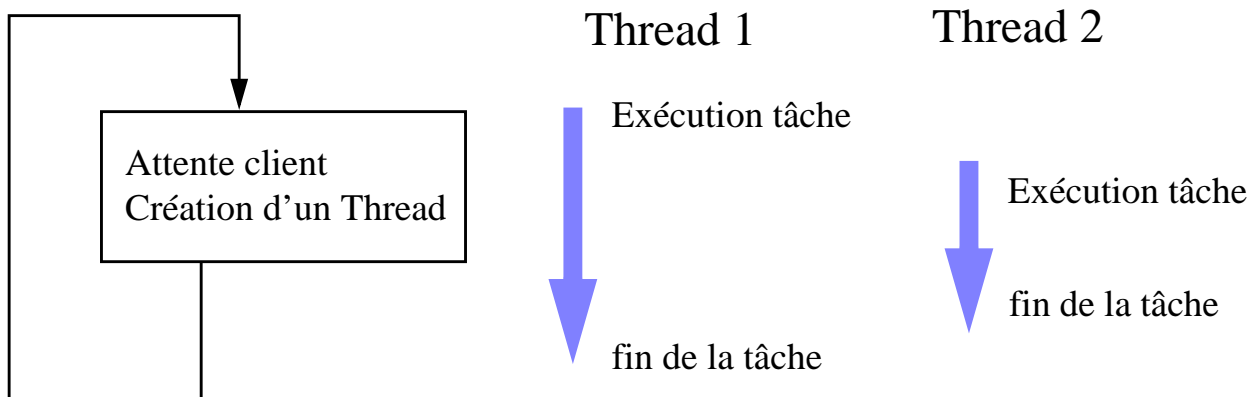 Thread 1
Thread 2
Attente client
Création d’un Thread
Exécution tâche
fin de la tâche
Exécution tâche
fin de la tâche